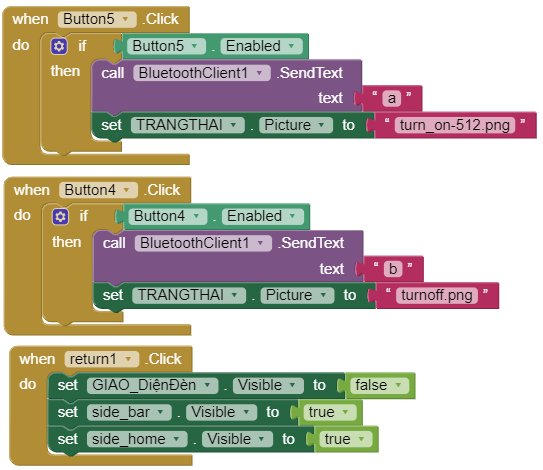 when Button5 .Click
do if Button5 . Enabled
then call BluetoothClient1 .SendText
text “ a ”
set TRANGTHAI . Picture to “ turn_on-512.png ”
when Button4 .Click
do if Button4 . Enabled
then call BluetoothClient1 .SendText
text “ b ”
set TRANGTHAI . Picture to “ turnoff.png ”
when return1 .Click
do set GIAO_DiệnĐèn . Visible to false
set side_bar . Visible to true
set side_home . Visible to true